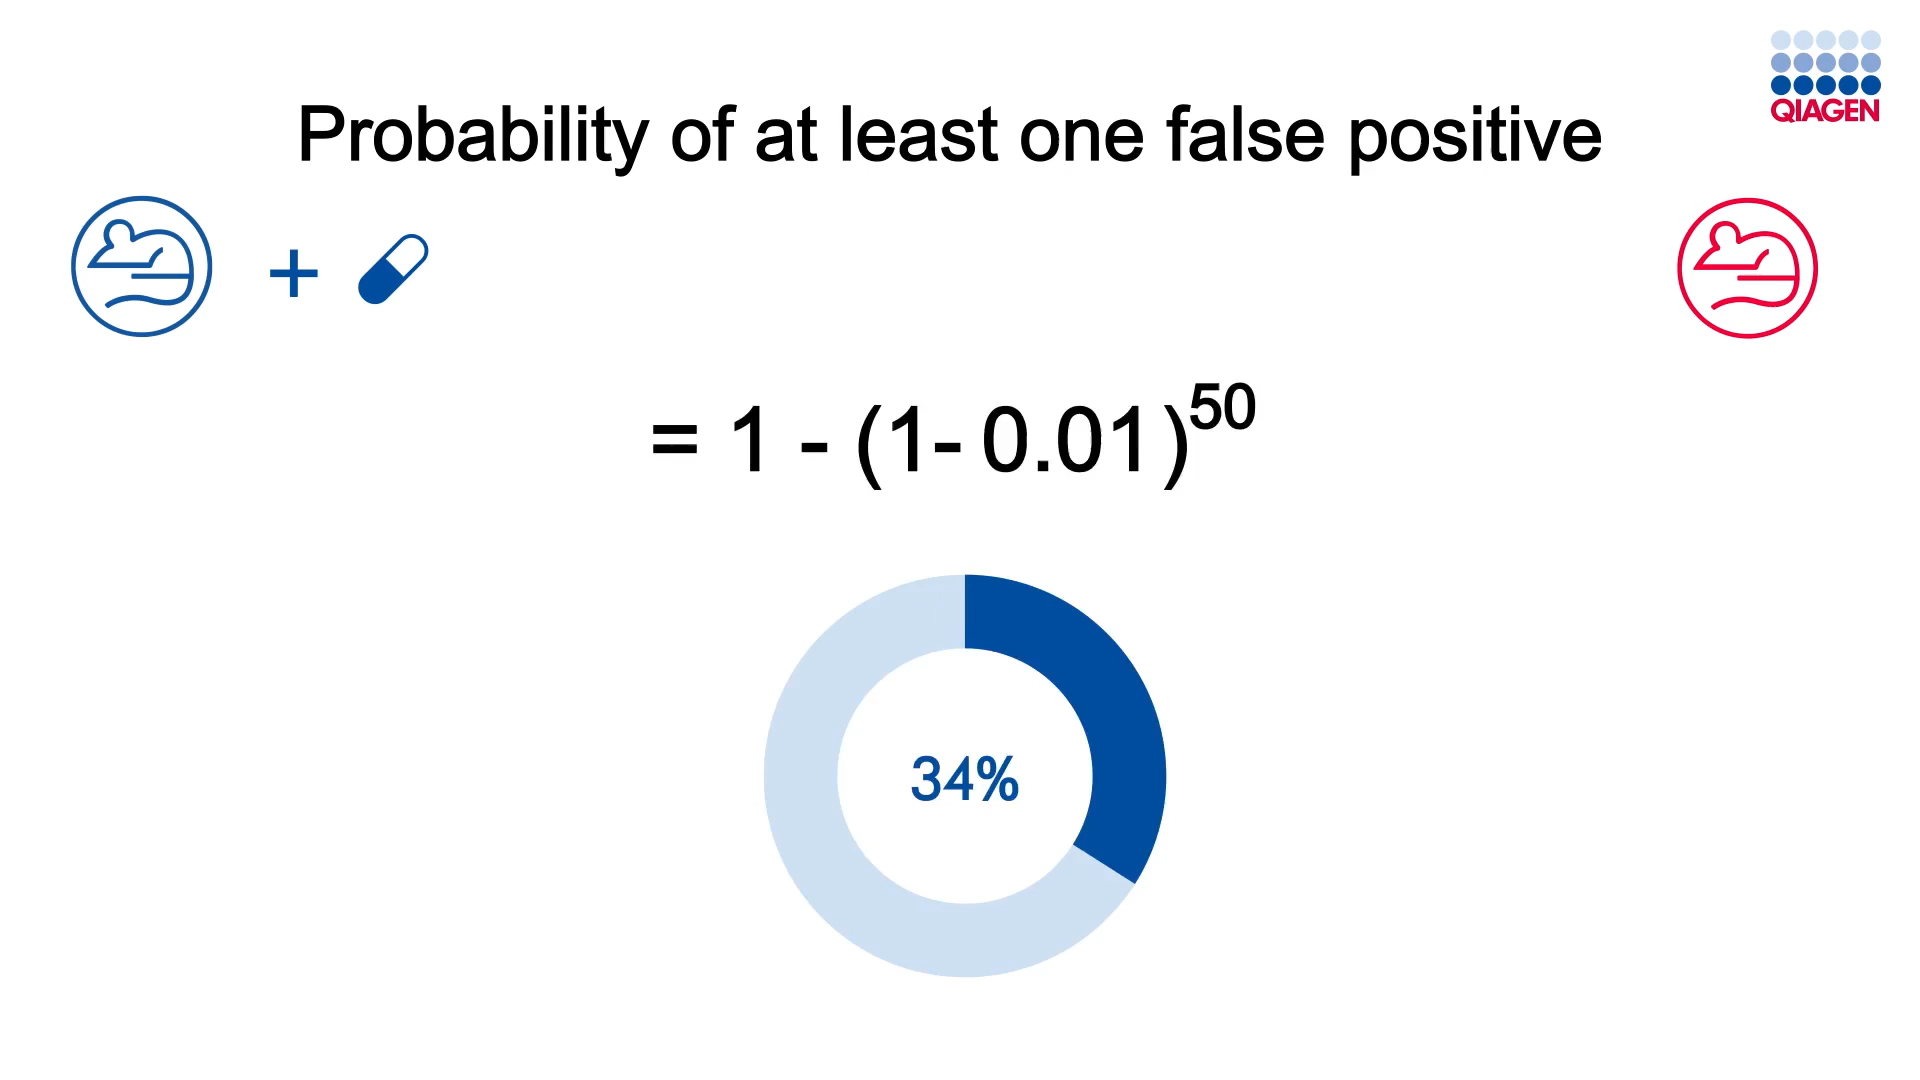 QIAGEN
Probability of at least one false positive
+
= 1 - (1- 0.01)⁵⁰
34%